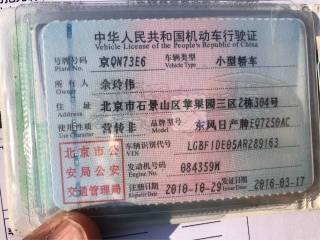 中华人民共和国机动车行驶证
Vehicle License of the People's Republic of China
号牌号码 京QN73E6 车辆类型 小型轿车
Plate No. Vehicle Type
所有人 余玲伟
Owner
住址 北京市石景山区苹果园三区2栋304号
Address
使用性质 营转非 品牌型号 东风日产牌EQ7250AC
Use Character Model
北京市公 车辆识别代号 LGBF1DE05AR289163
VIN
安局公安 发动机号码 084359M
Engine No.
交通管理局 注册日期 2010-10-29 发证日期 2016-03-17
Register Date Issue Date